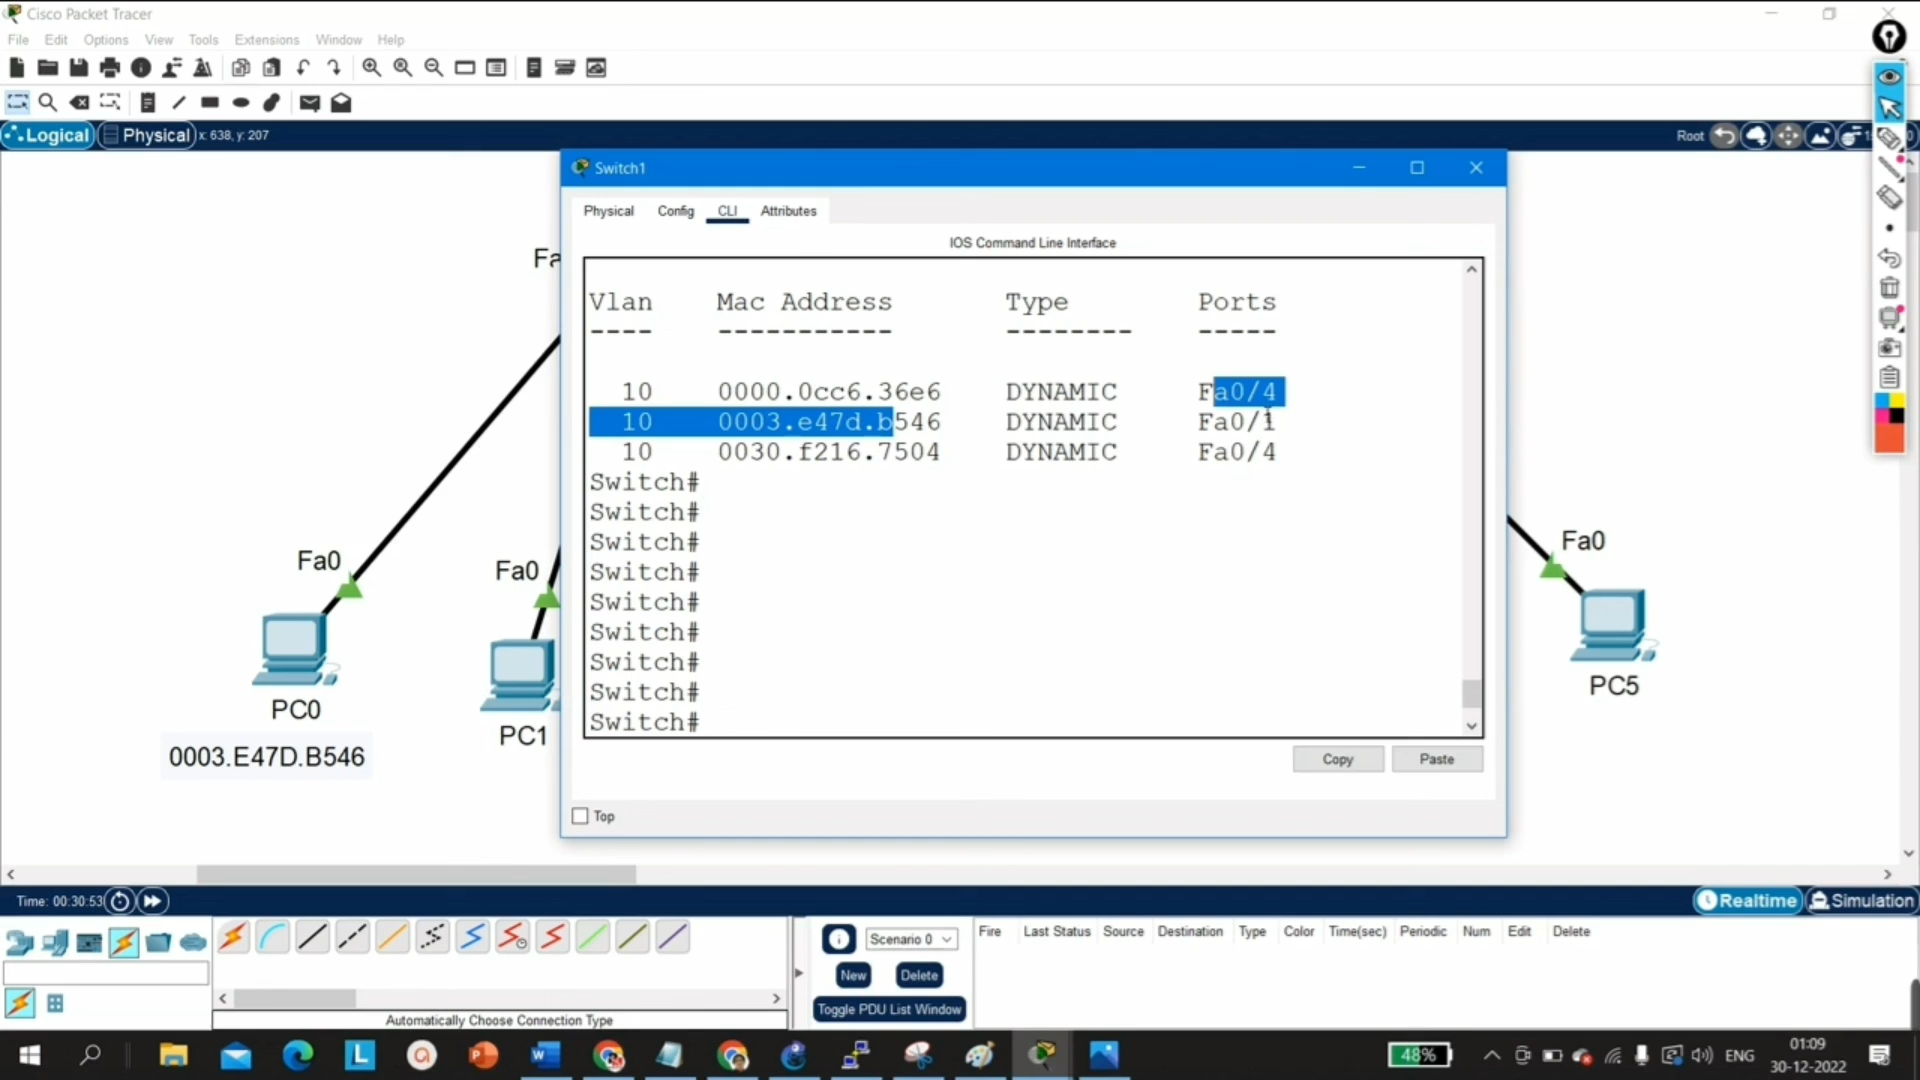 Cisco Packet Tracer
File Edit Options View Tools Extensions Window Help
Logical Physical x: 638, y: 207
Root
Switch1
Physical Config CLI Attributes
IOS Command Line Interface
Vlan Mac Address Type Ports
---- ----------- -------- -----
10 0000.0cc6.36e6 DYNAMIC Fa0/4
10 0003.e47d.b546 DYNAMIC Fa0/1
10 0030.f216.7504 DYNAMIC Fa0/4
Switch#
Switch#
Switch#
Switch#
Switch#
Switch#
Switch#
Switch#
Switch#
Copy Paste
Top
Fa
Fa0
Fa0
Fa0
PC0
PC1
PC5
0003.E47D.B546
Time: 00:30:53
Realtime Simulation
Scenario 0
New Delete
Toggle PDU List Window
Fire Last Status Source Destination Type Color Time(sec) Periodic Num Edit Delete
Automatically Choose Connection Type
48%
ENG
01:09
30-12-2022